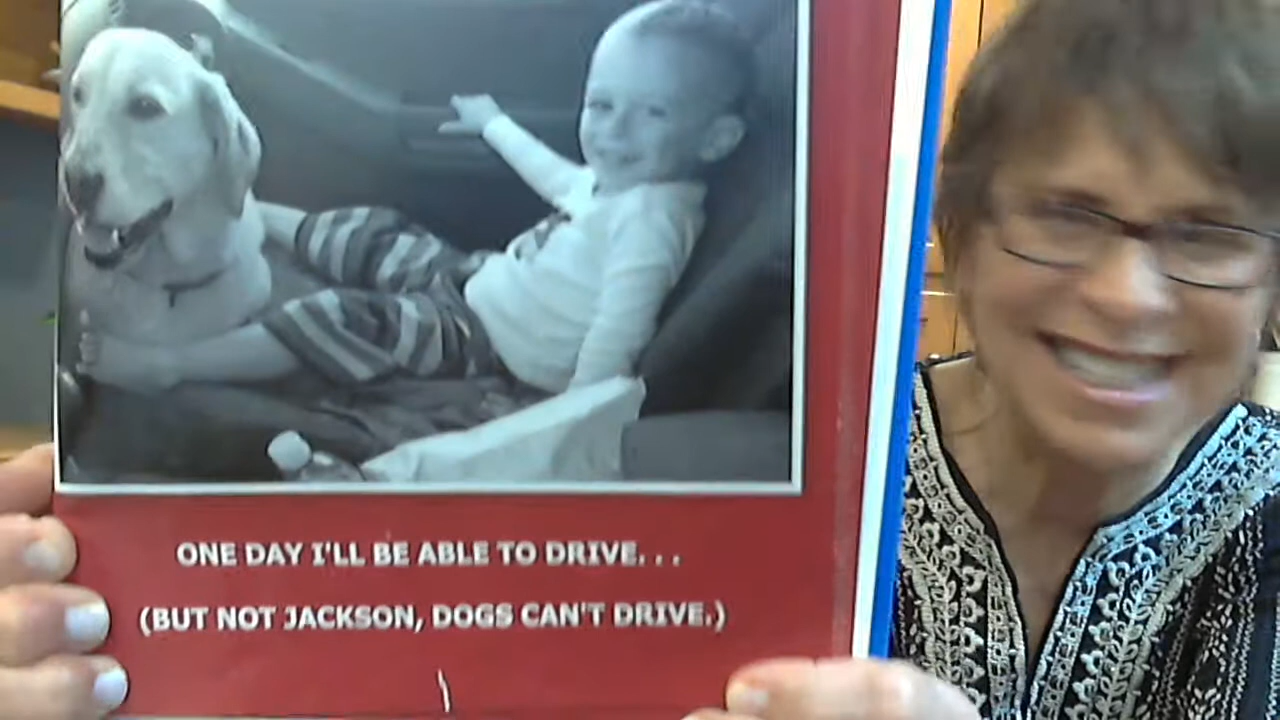 ONE DAY I'LL BE ABLE TO DRIVE. . .
(BUT NOT JACKSON, DOGS CAN'T DRIVE.)